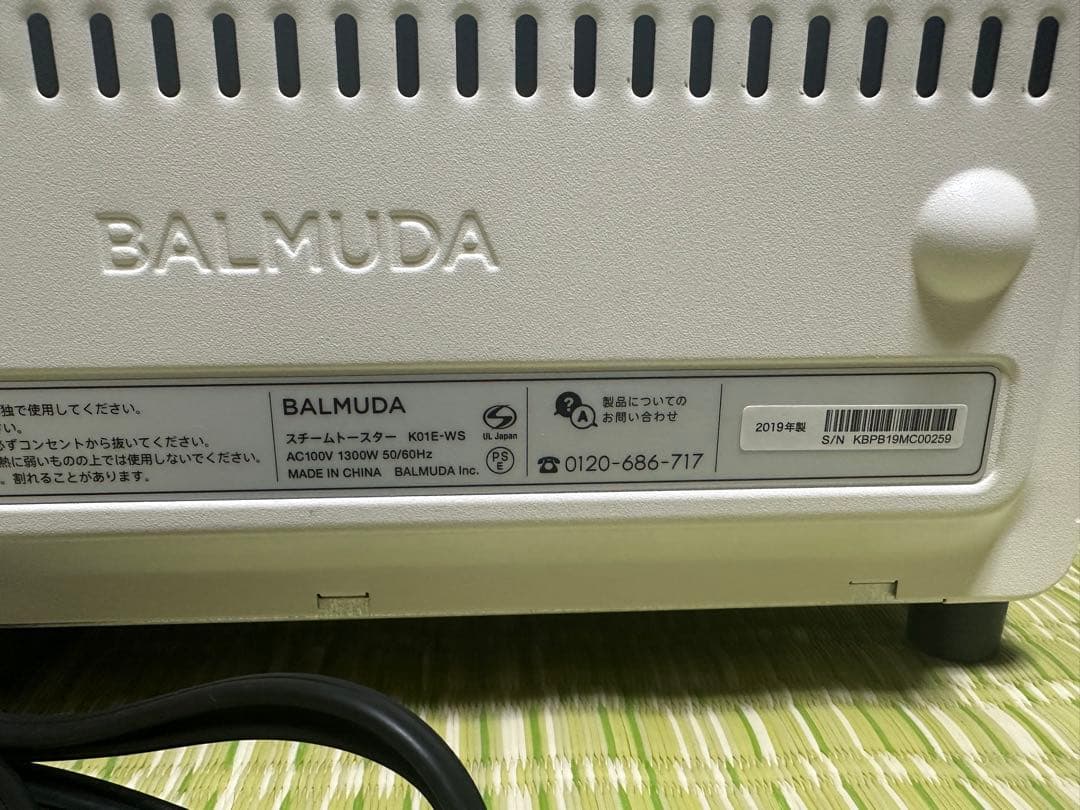 BALMUDA
独で使用してください。
さい。
必ずコンセントから抜いてください。
熱に弱いものの上では使用しないでください。
。割れることがあります。
BALMUDA
スチームトースター K01E-WS
AC100V 1300W 50/60Hz
MADE IN CHINA BALMUDA Inc.
S
UL Japan
PS
E
?
A
製品についての
お問い合わせ
☎0120-686-717
2019年製
S/N KBPB19MC00259